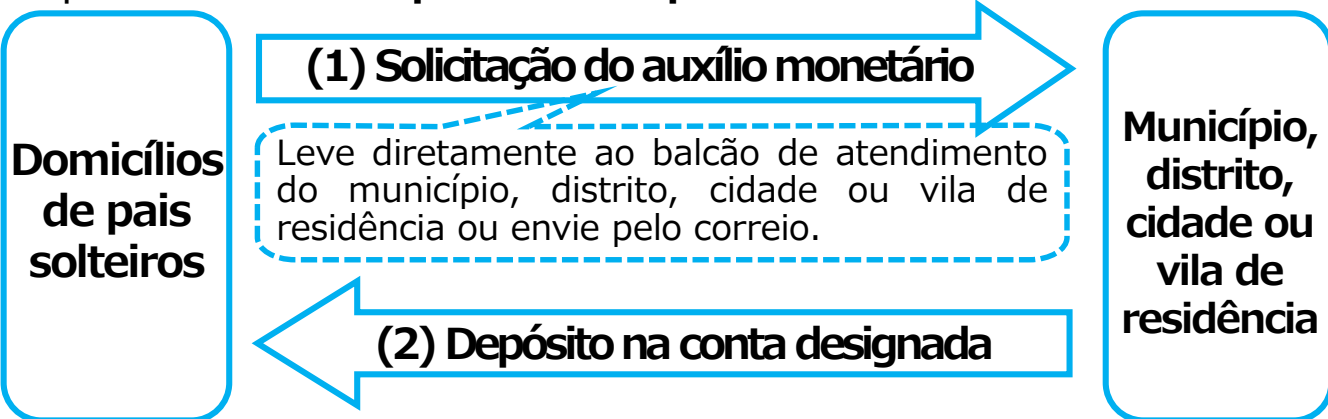 Domicílios
de pais
solteiros
(1) Solicitação do auxílio monetário
Leve diretamente ao balcão de atendimento
do município, distrito, cidade ou vila de
residência ou envie pelo correio.
(2) Depósito na conta designada
Município,
distrito,
cidade ou
vila de
residência